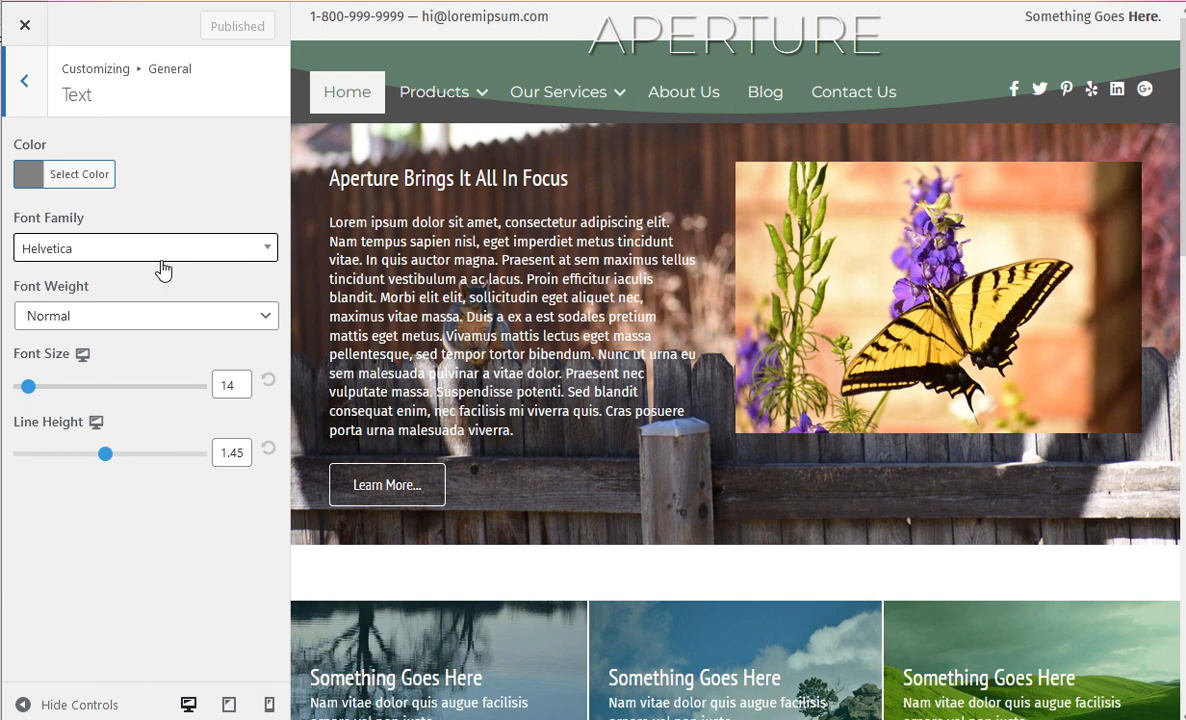 Published
Customizing ▸ General
Text
Color
Select Color
Font Family
Helvetica
Font Weight
Normal
Font Size
14
Line Height
1.45
Hide Controls
1-800-999-9999 — hi@loremipsum.com
Something Goes Here.
APERTURE
Home Products Our Services About Us Blog Contact Us
Aperture Brings It All In Focus
Lorem ipsum dolor sit amet, consectetur adipiscing elit.
Nam tempus sapien nisl, eget imperdiet metus tincidunt
vitae. In quis auctor magna. Praesent at sem maximus tellus
tincidunt vestibulum a ac lacus. Proin efficitur iaculis
blandit. Morbi elit elit, sollicitudin eget aliquet nec,
maximus vitae massa. Duis a ex a est sodales pretium
mattis eget metus. Vivamus mattis lectus eget massa
pellentesque, sed tempor tortor bibendum. Nunc ut urna eu
sem malesuada pulvinar a vitae dolor. Praesent nec
vulputate massa. Suspendisse potenti. Sed blandit
consequat enim, nec facilisis mi viverra quis. Cras posuere
porta urna malesuada viverra.
Learn More...
Something Goes Here
Nam vitae dolor quis augue facilisis
Something Goes Here
Nam vitae dolor quis augue facilisis
Something Goes Here
Nam vitae dolor quis augue facilisis